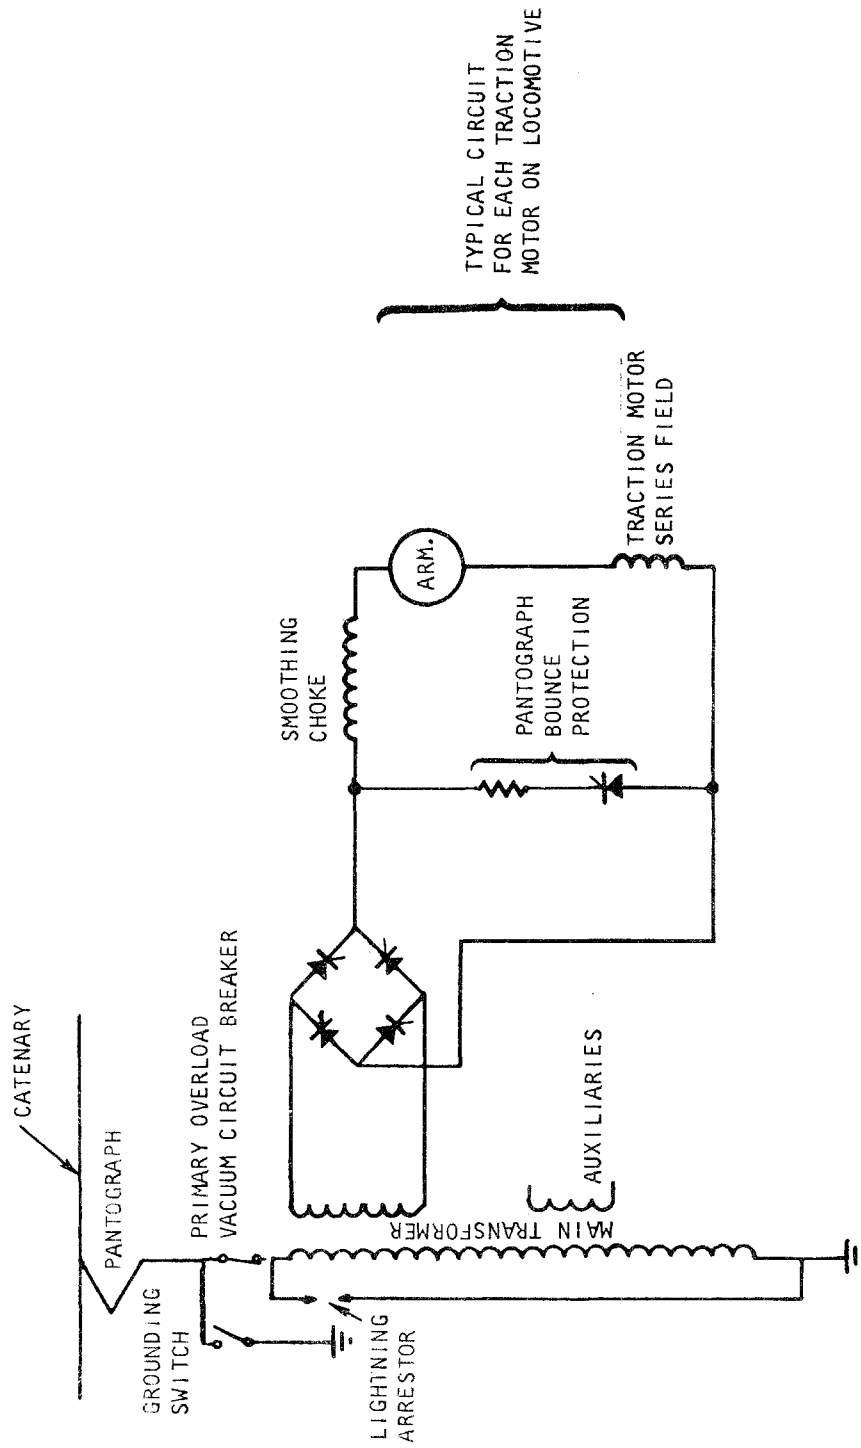 CATENARY
PANTOGRAPH
GROUNDING
SWITCH
PRIMARY OVERLOAD
VACUUM CIRCUIT BREAKER
LIGHTNING
ARRESTOR
MAIN TRANSFORMER
AUXILIARIES
SMOOTHING
CHOKE
ARM.
PANTOGRAPH
BOUNCE
PROTECTION
TRACTION MOTOR
SERIES FIELD
TYPICAL CIRCUIT
FOR EACH TRACTION
MOTOR ON LOCOMOTIVE